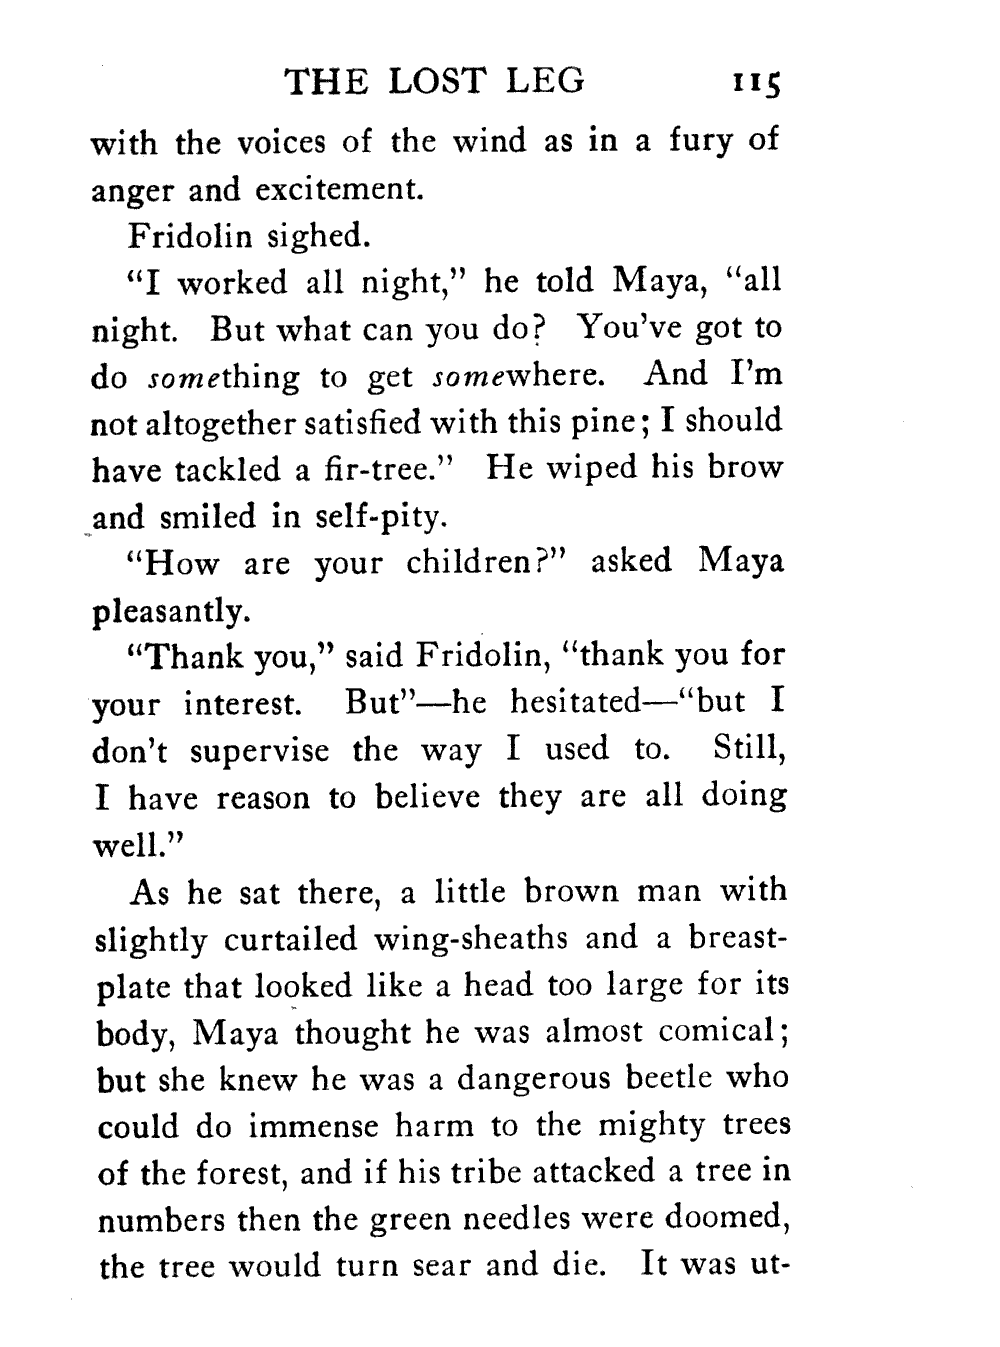 THE LOST LEG 115
with the voices of the wind as in a fury of
anger and excitement.
Fridolin sighed.
“I worked all night,” he told Maya, “all
night. But what can you do? You’ve got to
do something to get somewhere. And I’m
not altogether satisfied with this pine; I should
have tackled a fir-tree.” He wiped his brow
and smiled in self-pity.
“How are your children?” asked Maya
pleasantly.
“Thank you,” said Fridolin, “thank you for
your interest. But”—he hesitated—“but I
don’t supervise the way I used to. Still,
I have reason to believe they are all doing
well.”
As he sat there, a little brown man with
slightly curtailed wing-sheaths and a breast-
plate that looked like a head too large for its
body, Maya thought he was almost comical;
but she knew he was a dangerous beetle who
could do immense harm to the mighty trees
of the forest, and if his tribe attacked a tree in
numbers then the green needles were doomed,
the tree would turn sear and die. It was ut-